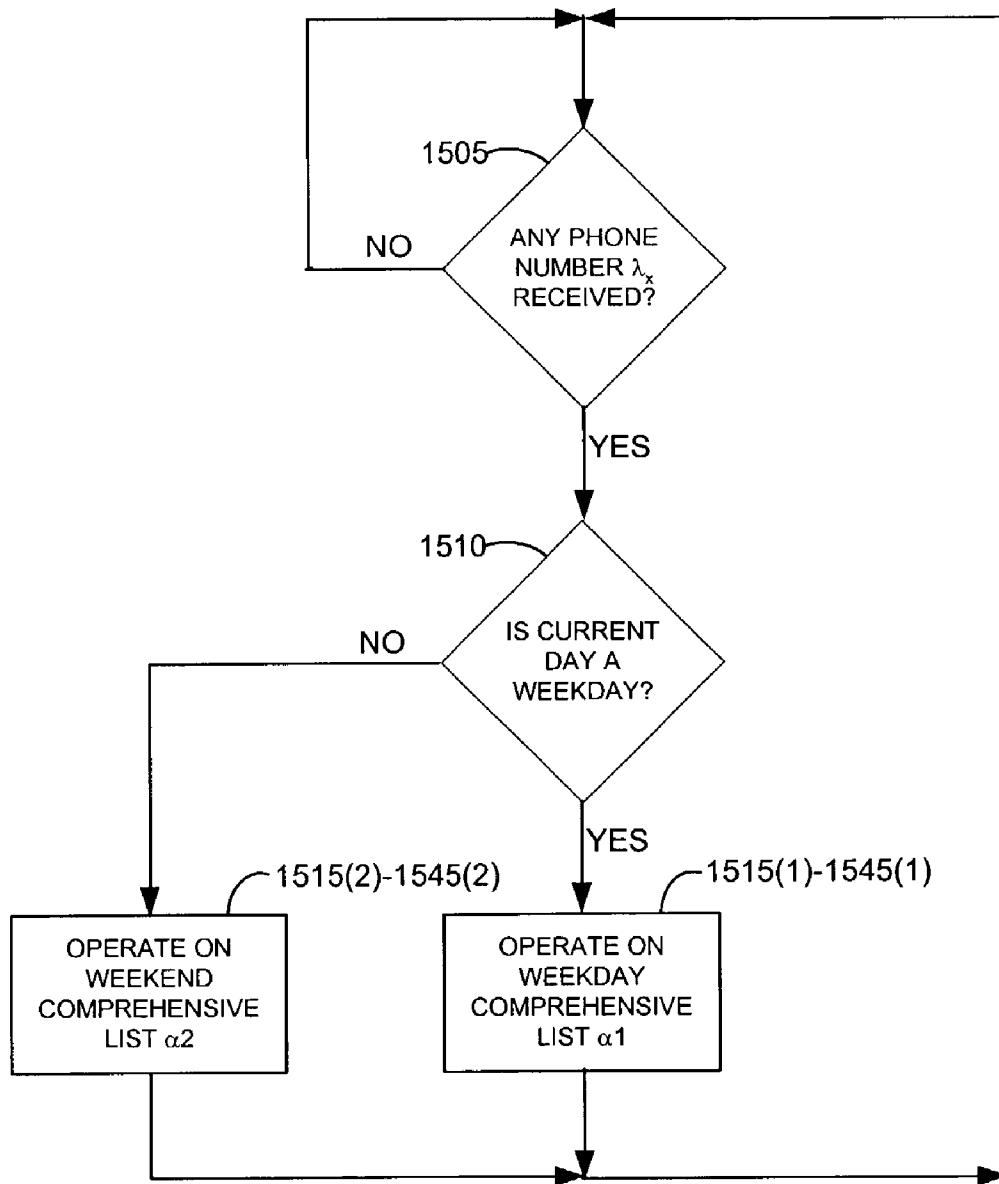 1505
ANY PHONE
NUMBER λx
RECEIVED?
NO
YES
1510
IS CURRENT
DAY A
WEEKDAY?
NO
YES
1515(2)-1545(2)
1515(1)-1545(1)
OPERATE ON
WEEKEND
COMPREHENSIVE
LIST α2
OPERATE ON
WEEKDAY
COMPREHENSIVE
LIST α1